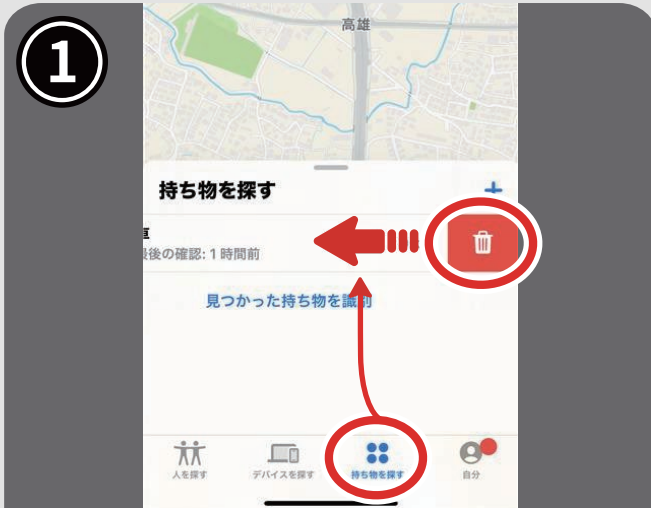 1
高雄
持ち物を探す
後の確認: 1 時間前
見つかった持ち物を識別
人を探す
デバイスを探す
持ち物を探す
自分